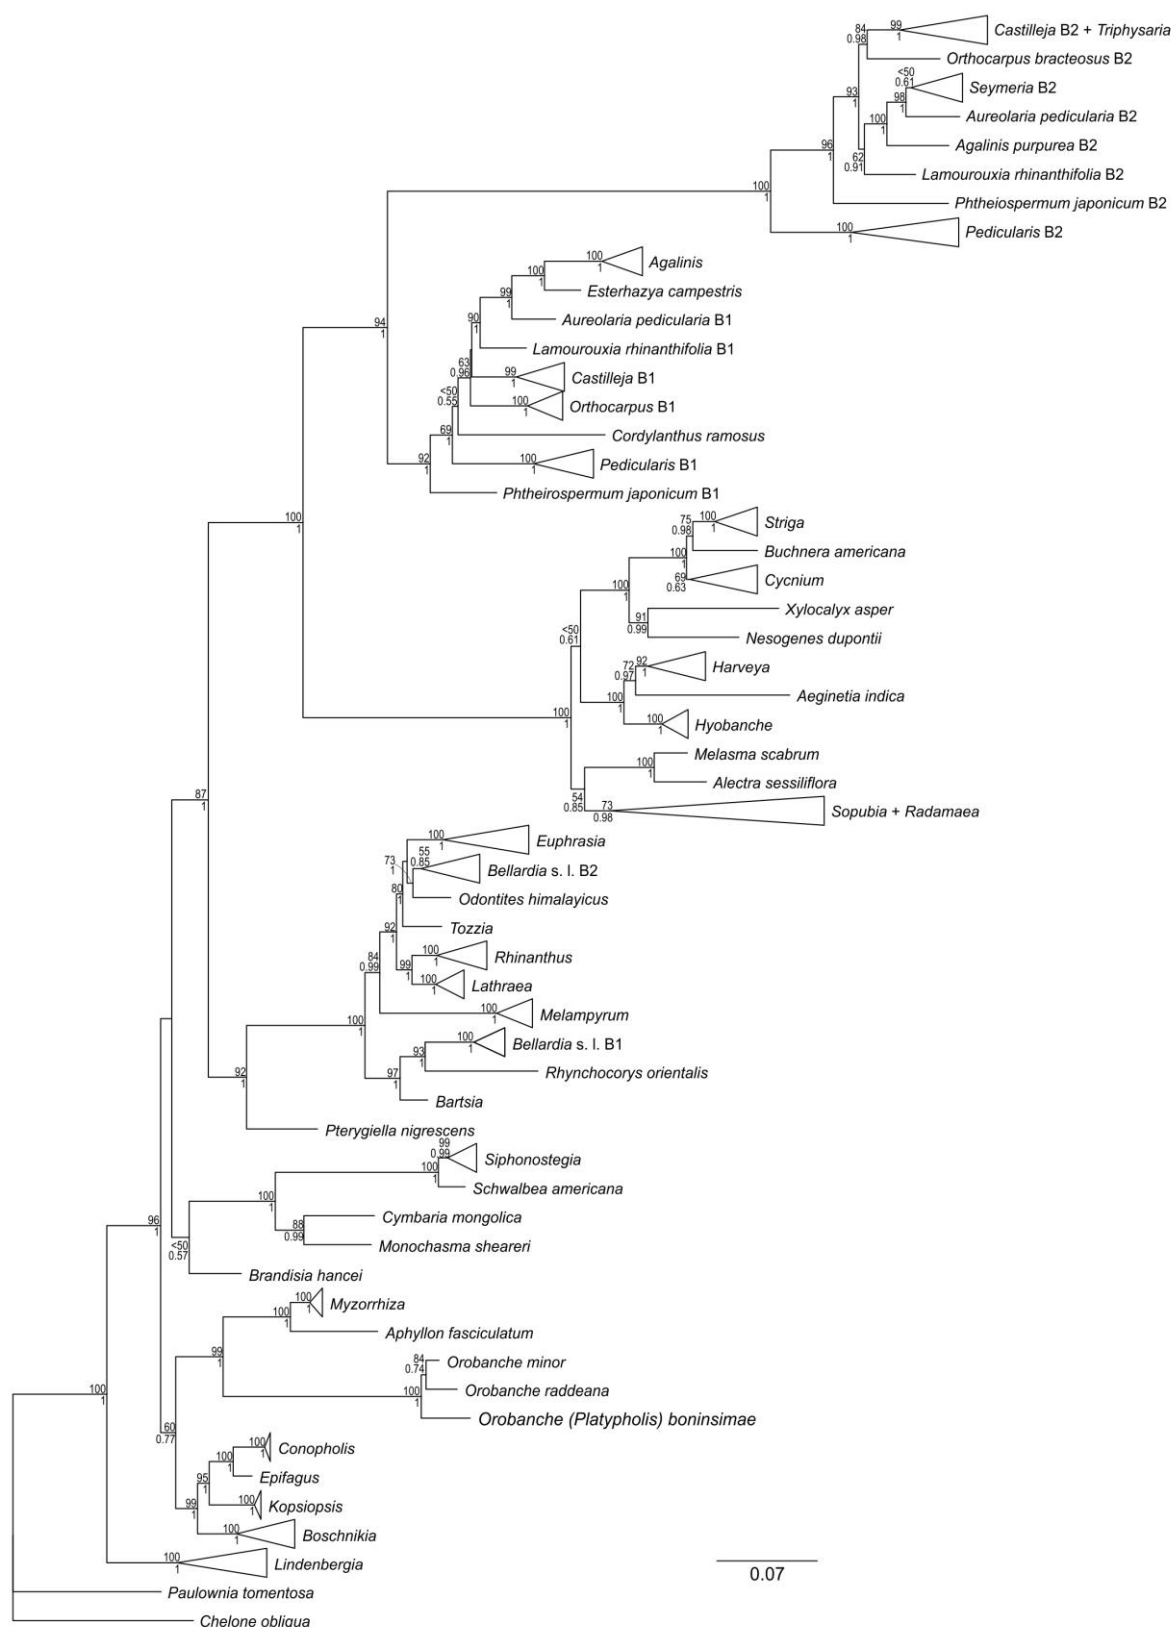 84
0.98
99
1
Castilleja B2 + Triphysaria
Orthocarpus bracteosus B2
<50
0.61
Seymeria B2
93
1
98
1
Aureolaria pedicularia B2
100
1
Agalinis purpurea B2
96
1
62
0.91
Lamourouxia rhinanthifolia B2
100
1
Phtheiospermum japonicum B2
100
1
Pedicularis B2
100
1
Agalinis
100
1
Esterhazya campestris
99
1
Aureolaria pedicularia B1
94
1
90
1
Lamourouxia rhinanthifolia B1
63
0.96
99
1
Castilleja B1
<50
0.55
100
1
Orthocarpus B1
69
1
Cordylanthus ramosus
92
1
100
1
Pedicularis B1
Phtheirospermum japonicum B1
100
1
75
0.98
100
1
Striga
Buchnera americana
100
1
69
0.63
Cycnium
100
1
Xylocalyx asper
91
0.99
Nesogenes dupontii
<50
0.61
72
0.97
92
1
Harveya
Aeginetia indica
100
1
100
1
100
1
Hyobanche
Melasma scabrum
100
1
Alectra sessiliflora
87
1
54
0.85
73
0.98
Sopubia + Radamaea
100
1
Euphrasia
73
1
55
0.85
Bellardia s. l. B2
80
1
Odontites himalayicus
Tozzia
92
1
100
1
Rhinanthus
84
0.99
99
1
100
1
Lathraea
100
1
Melampyrum
100
1
100
1
Bellardia s. l. B1
93
1
Rhynchocorys orientalis
92
1
97
1
Bartsia
Pterygiella nigrescens
99
0.99
Siphonostegia
100
1
Schwalbea americana
100
1
Cymbaria mongolica
96
1
88
0.99
Monochasma sheareri
<50
0.57
Brandisia hancei
100
1
Myzorrhiza
100
1
Aphyllon fasciculatum
99
1
84
0.74
Orobanche minor
Orobanche raddeana
100
1
100
1
Orobanche (Platypholis) boninsimae
60
0.77
100
1
Conopholis
100
1
Epifagus
95
1
100
1
Kopsiopsis
99
1
100
1
Boschnikia
100
1
Lindenbergia
0.07
Paulownia tomentosa
Chelone obliqua